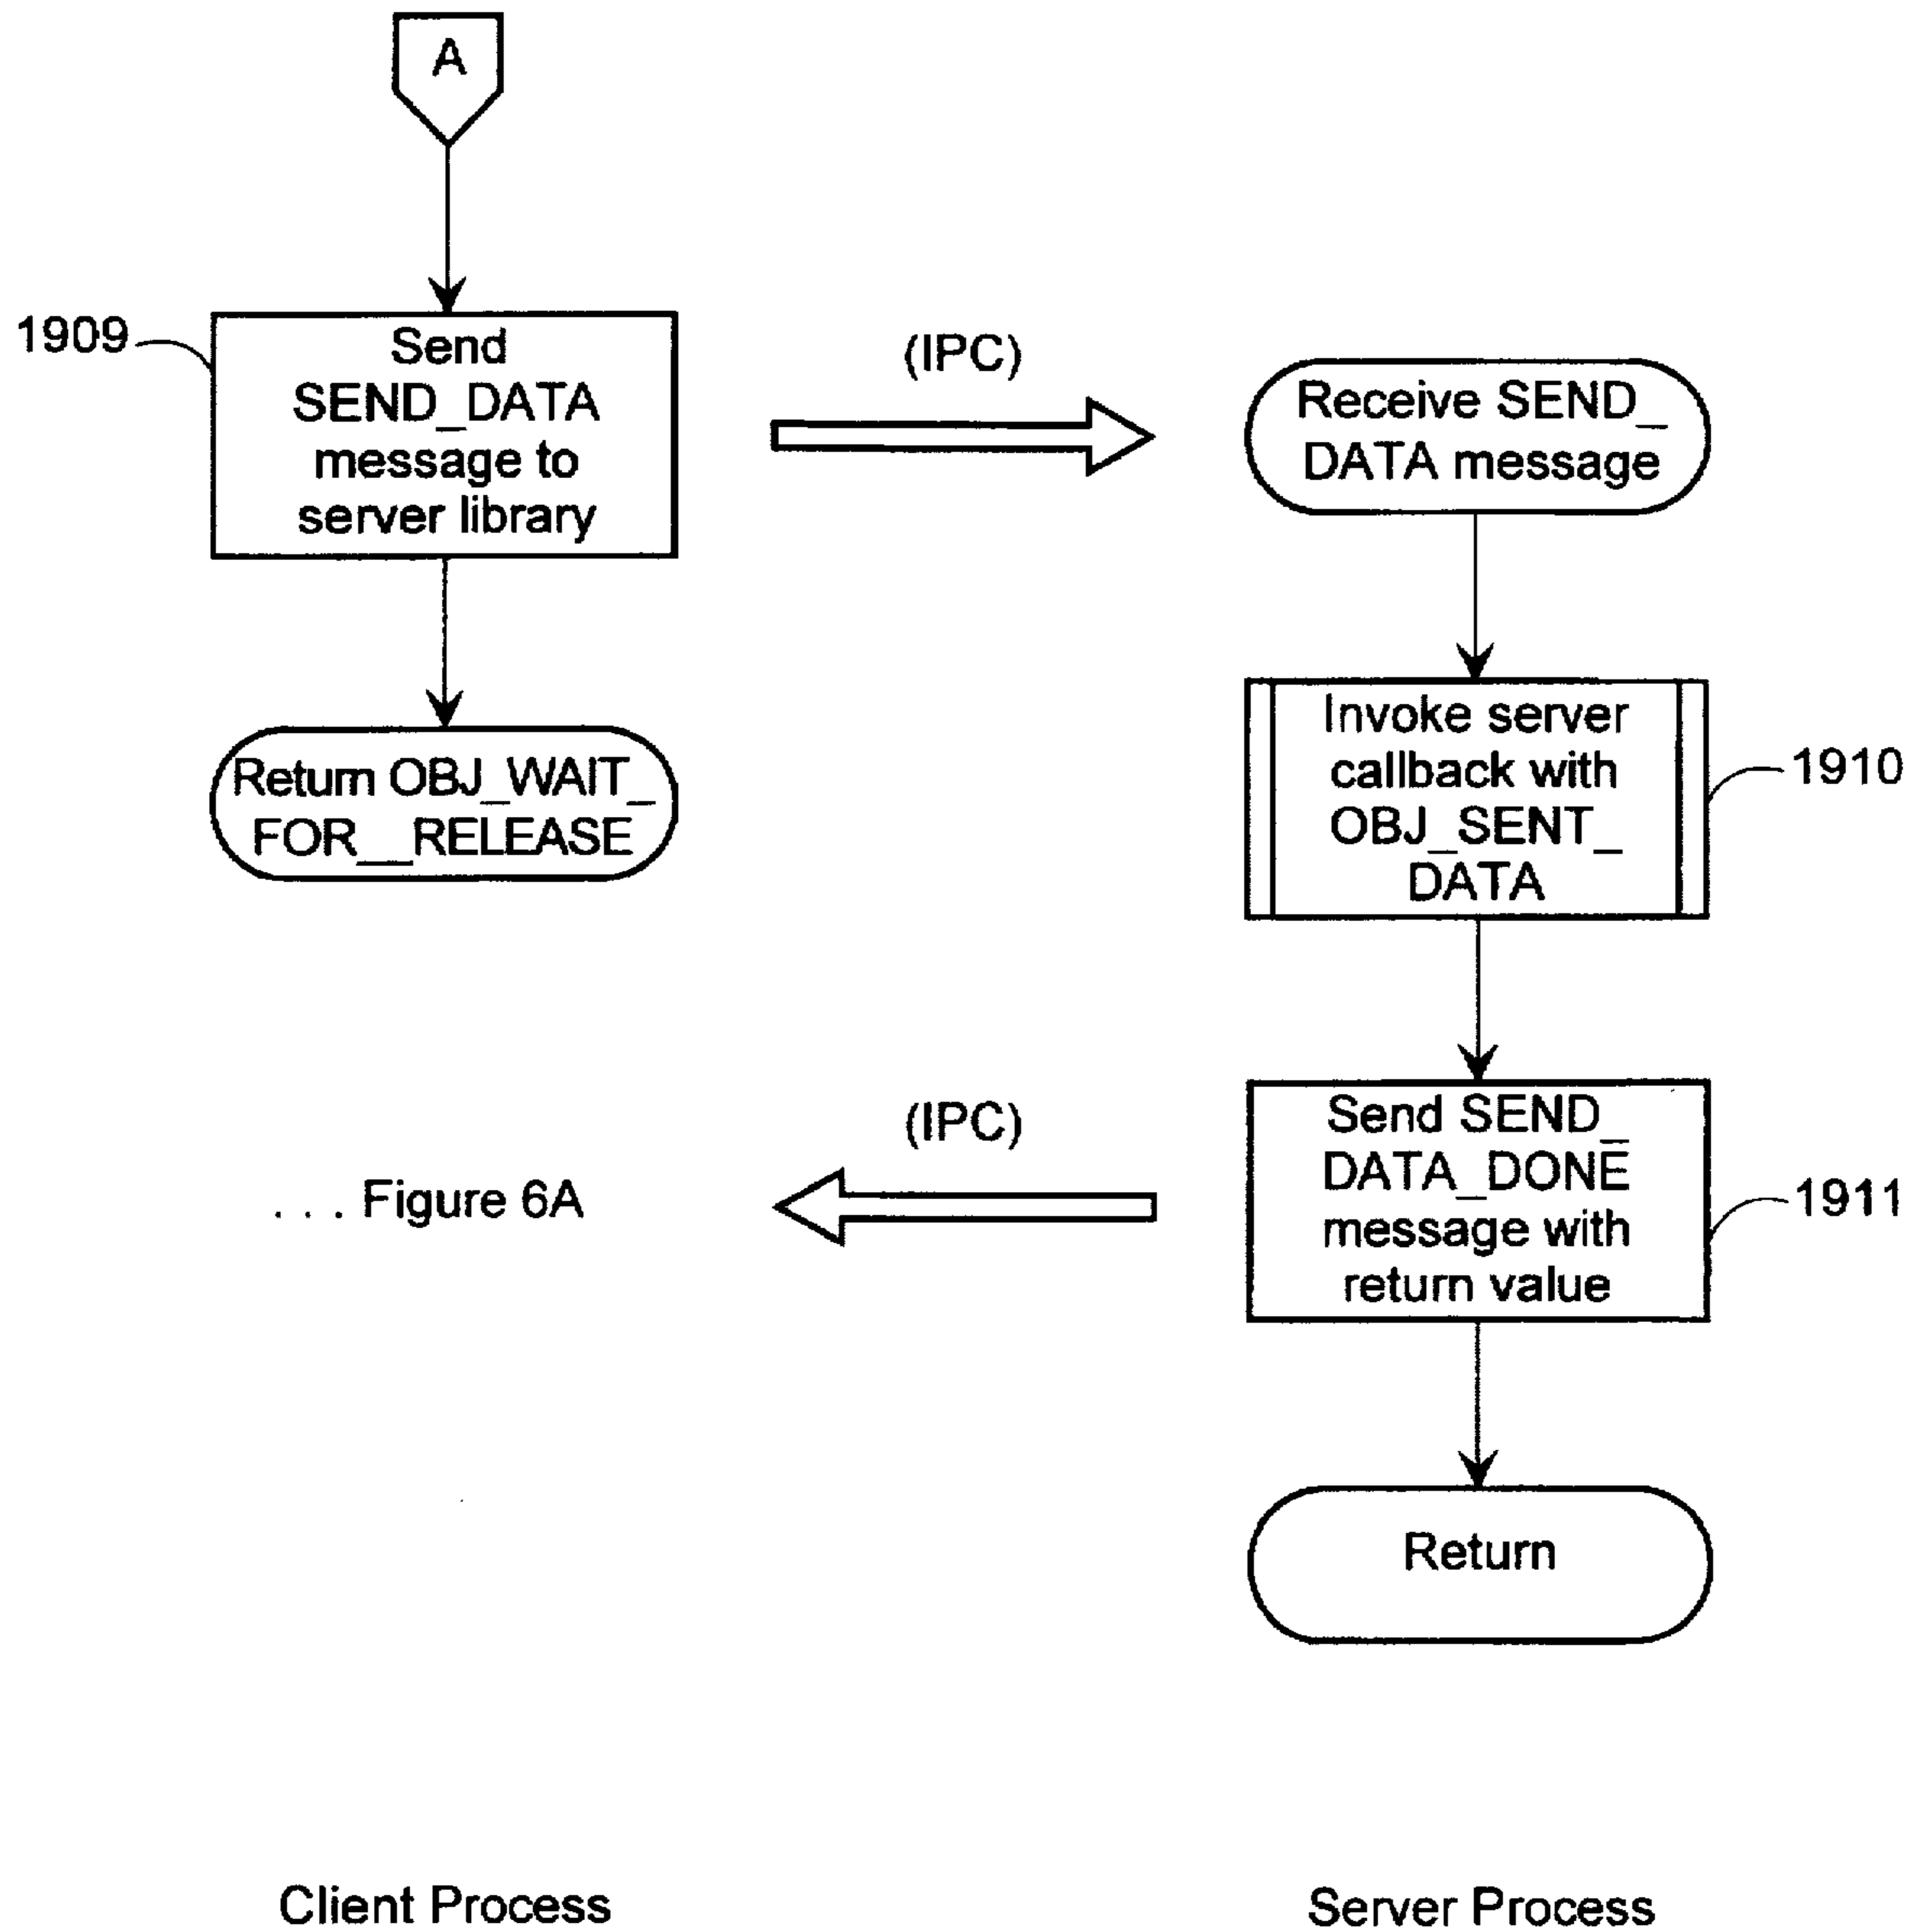 A
1909
Send
SEND_DATA
message to
server library
(IPC)
Receive SEND_
DATA message
Return OBJ_WAIT_
FOR__RELEASE
Invoke server
callback with
OBJ_SENT_
DATA
1910
(IPC)
Send SEND_
DATA_DONE
message with
return value
1911
. . . Figure 6A
Return
Client Process
Server Process